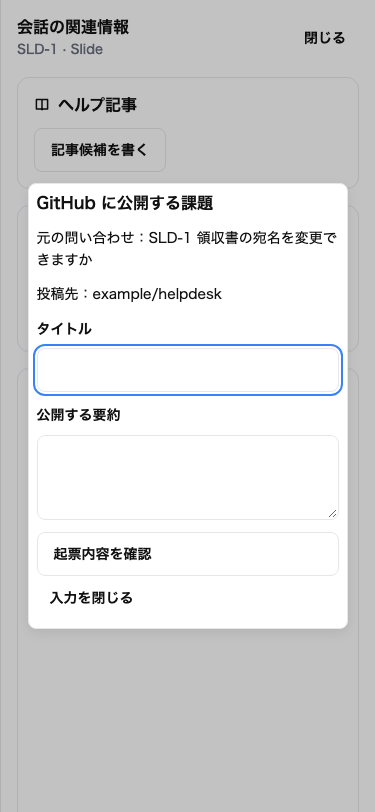 会話の関連情報
SLD-1 · Slide
閉じる
ヘルプ記事
記事候補を書く
GitHub に公開する課題
元の問い合わせ：SLD-1 領収書の宛名を変更で
きますか
投稿先：example/helpdesk
タイトル
公開する要約
起票内容を確認
入力を閉じる